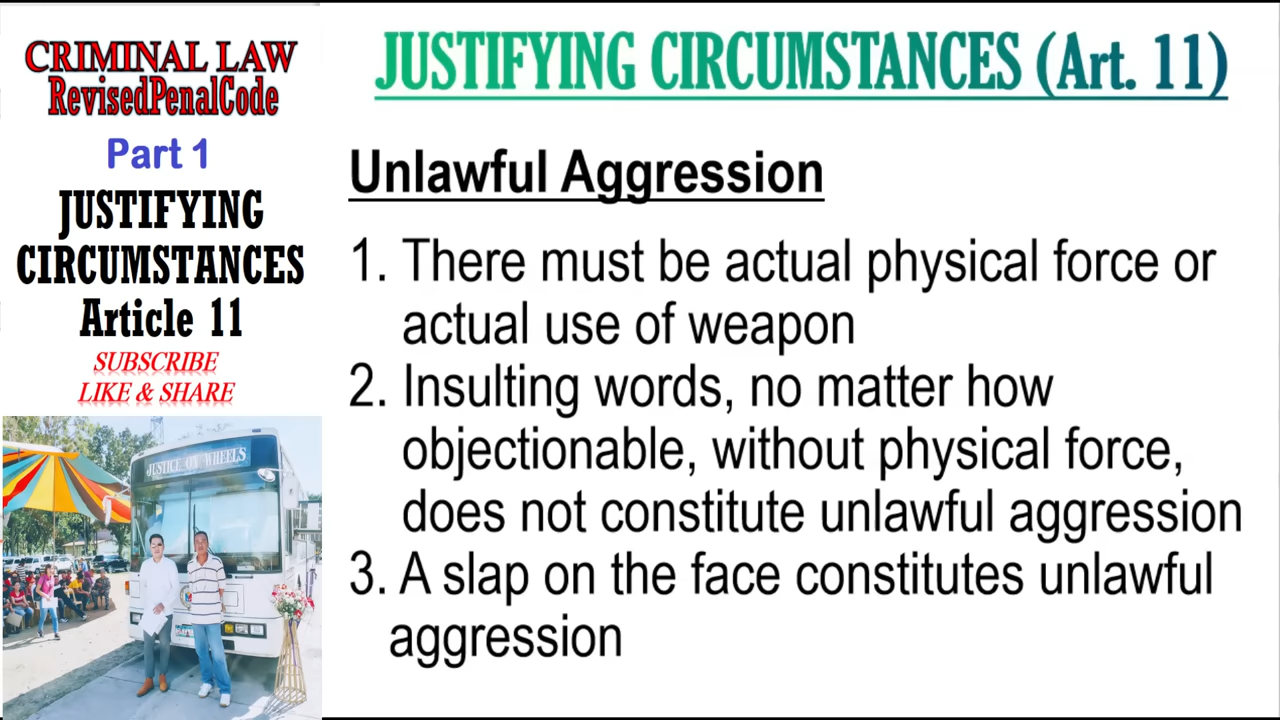 CRIMINAL LAW
RevisedPenalCode
Part 1
JUSTIFYING
CIRCUMSTANCES
Article 11
SUBSCRIBE
LIKE & SHARE
JUSTICE ON WHEELS
JUSTIFYING CIRCUMSTANCES (Art. 11)
Unlawful Aggression
1. There must be actual physical force or
actual use of weapon
2. Insulting words, no matter how
objectionable, without physical force,
does not constitute unlawful aggression
3. A slap on the face constitutes unlawful
aggression